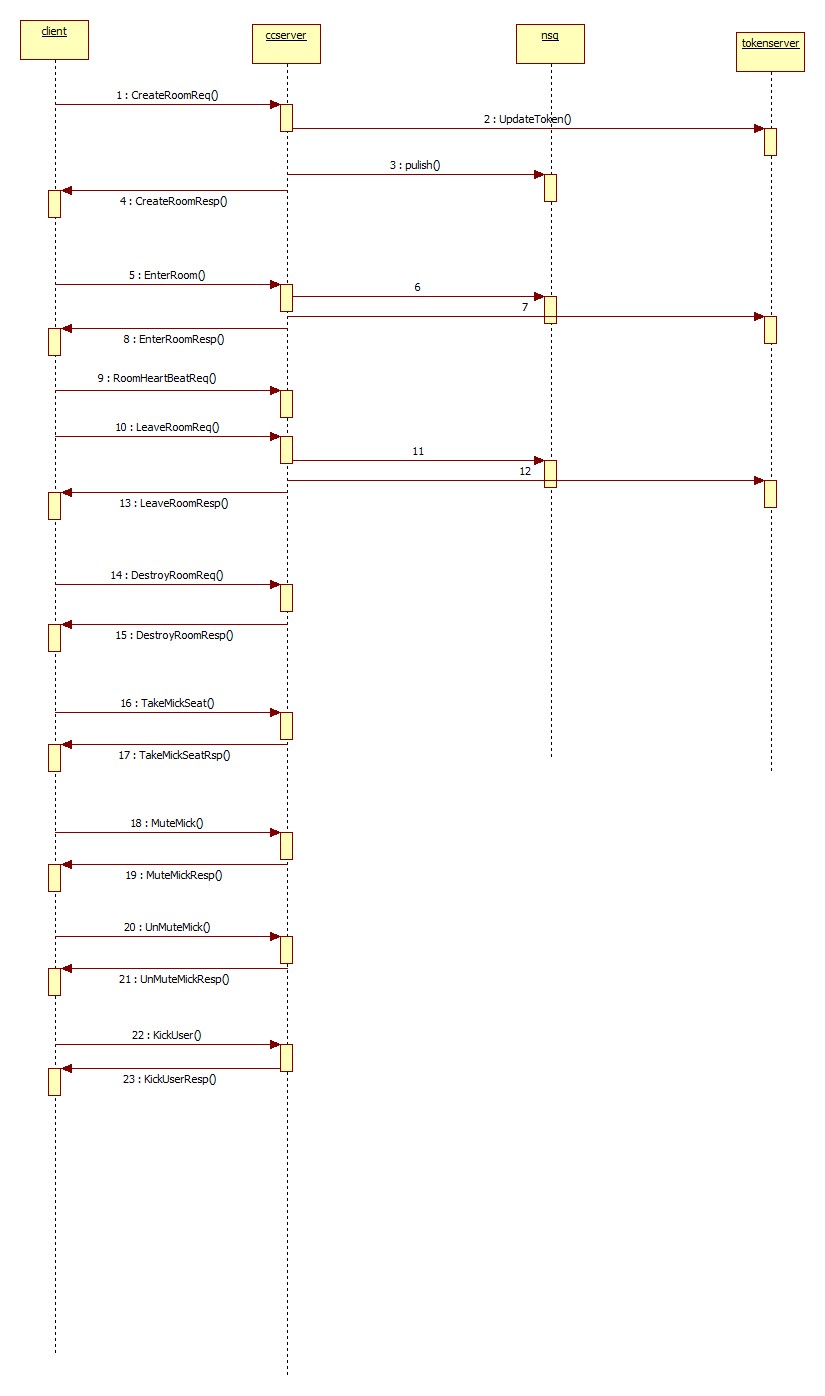 client
ccserver
nsq
tokenserver
1 : CreateRoomReq()
2 : UpdateToken()
3 : pulish()
4 : CreateRoomResp()
5 : EnterRoom()
6
7
8 : EnterRoomResp()
9 : RoomHeartBeatReq()
10 : LeaveRoomReq()
11
12
13 : LeaveRoomResp()
14 : DestroyRoomReq()
15 : DestroyRoomResp()
16 : TakeMickSeat()
17 : TakeMickSeatRsp()
18 : MuteMick()
19 : MuteMickResp()
20 : UnMuteMick()
21 : UnMuteMickResp()
22 : KickUser()
23 : KickUserResp()